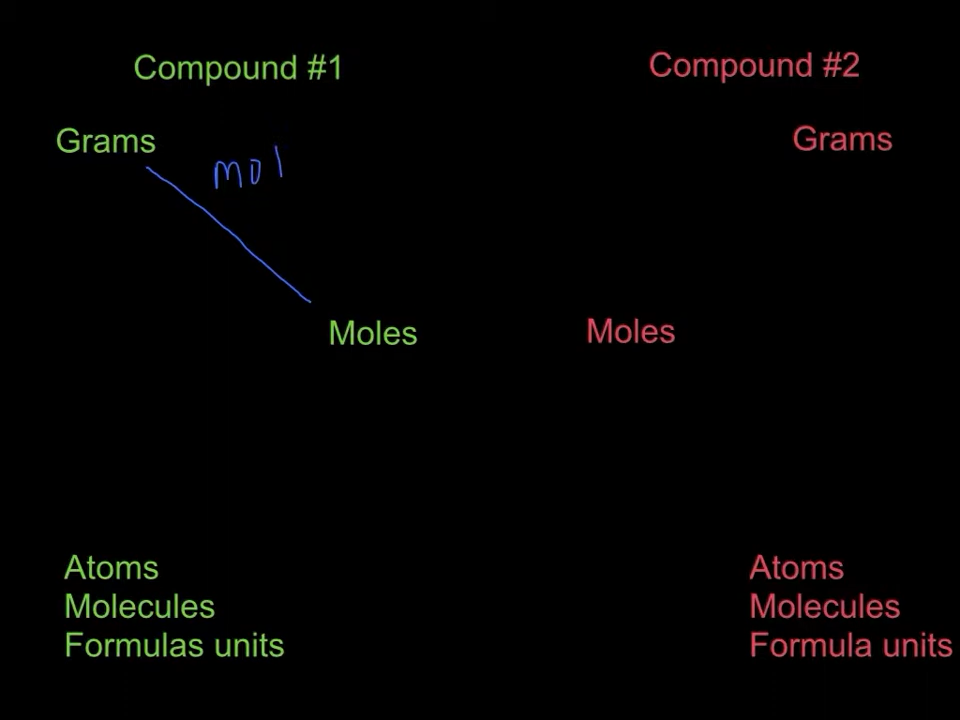 Compound #1
Compound #2
Grams
Grams
mol
Moles
Moles
Atoms
Molecules
Formulas units
Atoms
Molecules
Formula units